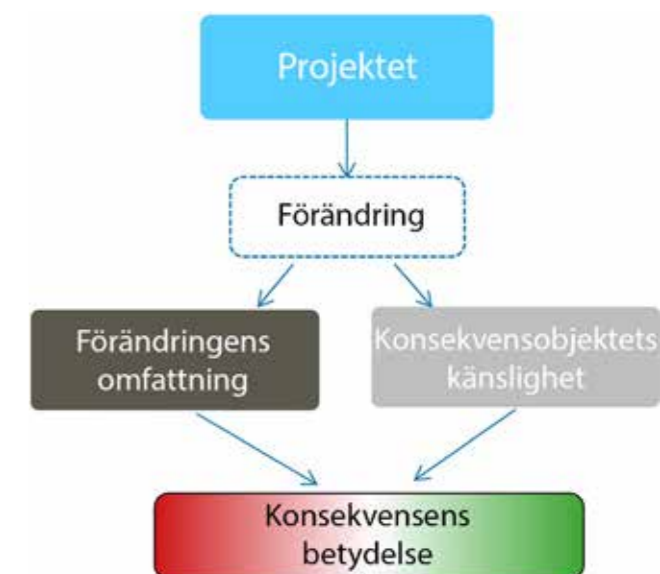 Projektet
Förändring
Förändringens
omfattning
Konsekvensobjektets
känslighet
Konsekvensens
betydelse